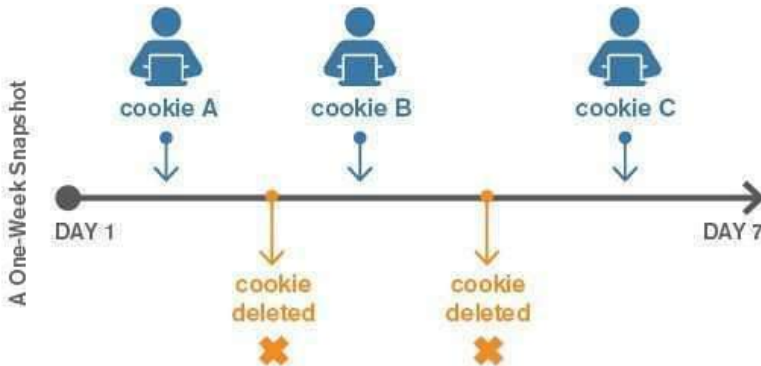 A One-Week Snapshot
cookie A
cookie B
cookie C
DAY 1
DAY 7
cookie
deleted
cookie
deleted